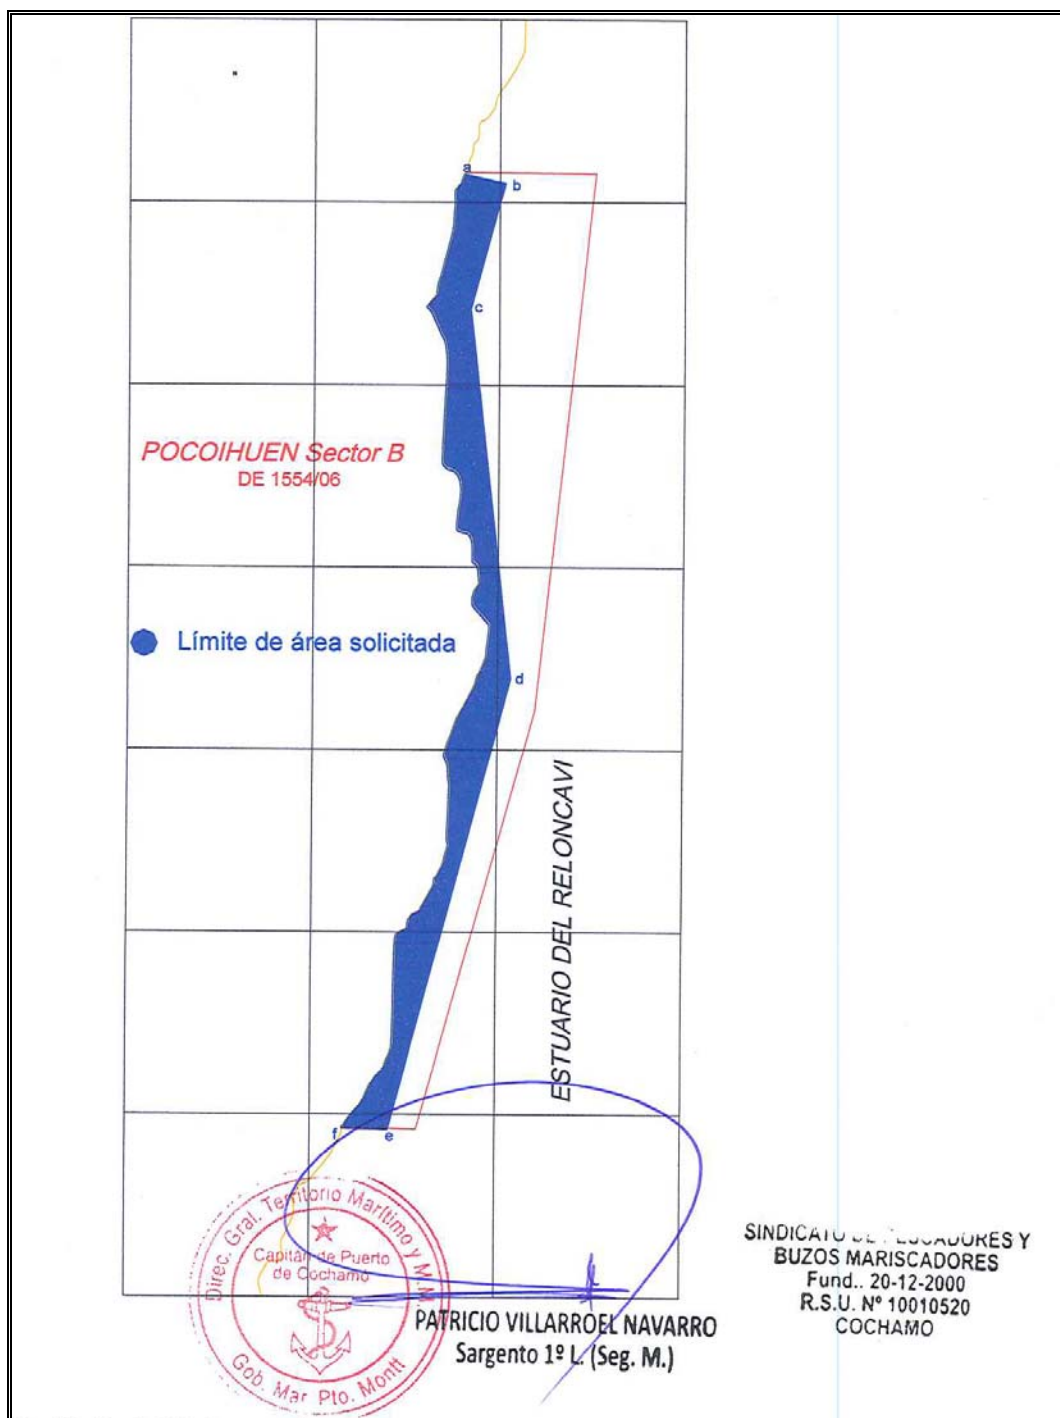 a
b
c
POCOIHUEN Sector B
DE 1554/06
Límite de área solicitada
d
ESTUARIO DEL RELONCAVI
f
e
Direc. Gral. Territorio Marítimo y M.M.
Capitán de Puerto
de Cochamó
Gob. Mar Pto. Montt
PATRICIO VILLARROEL NAVARRO
Sargento 1º L. (Seg. M.)
SINDICATO
BUZOS MARISCADORES
Fund.. 20-12-2000
R.S.U. Nº 10010520
COCHAMO